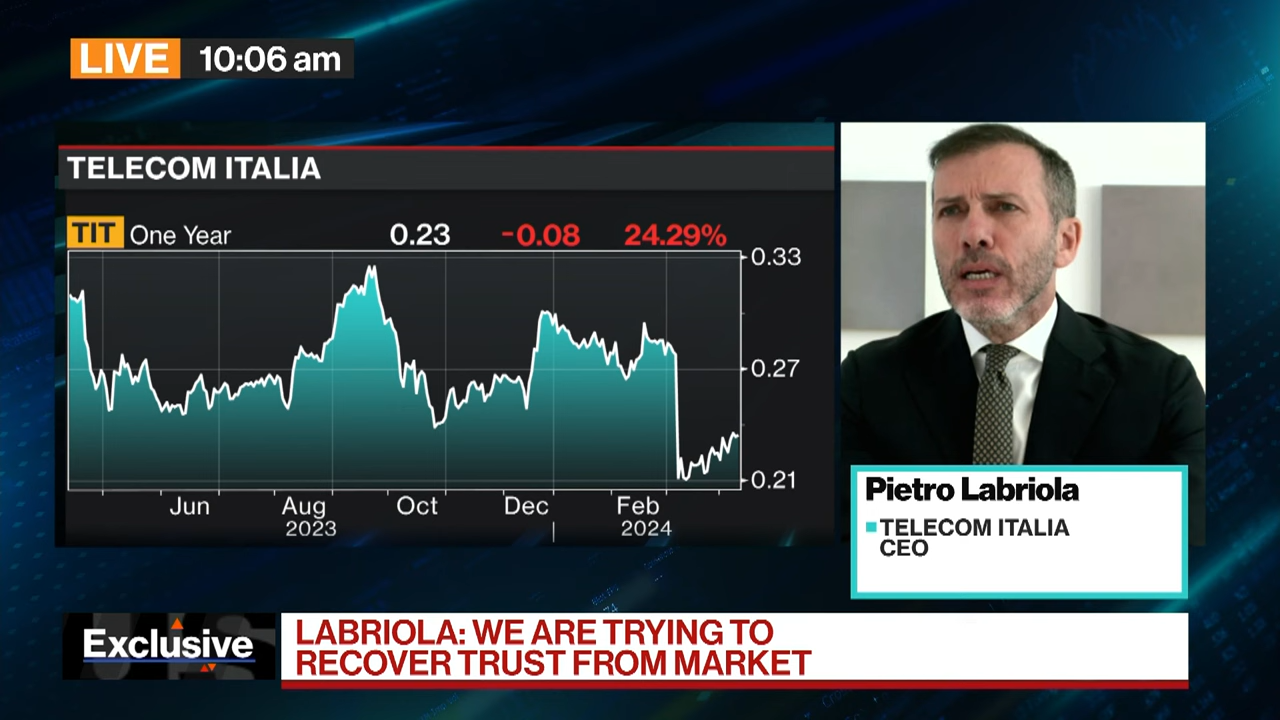 LIVE 10:06 am
TELECOM ITALIA
TIT One Year 0.23 -0.08 24.29%
0.33
0.27
0.21
Jun Aug Oct Dec Feb
2023 2024
Pietro Labriola
TELECOM ITALIA
CEO
Exclusive
LABRIOLA: WE ARE TRYING TO
RECOVER TRUST FROM MARKET